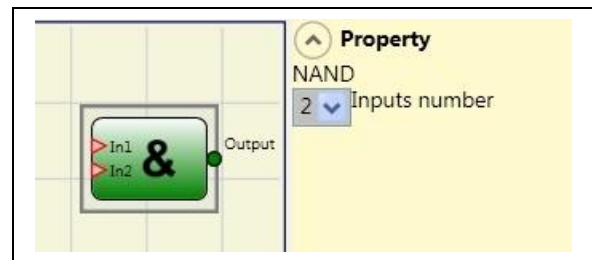 Property
NAND
2 Inputs number
In1
In2
&
Output